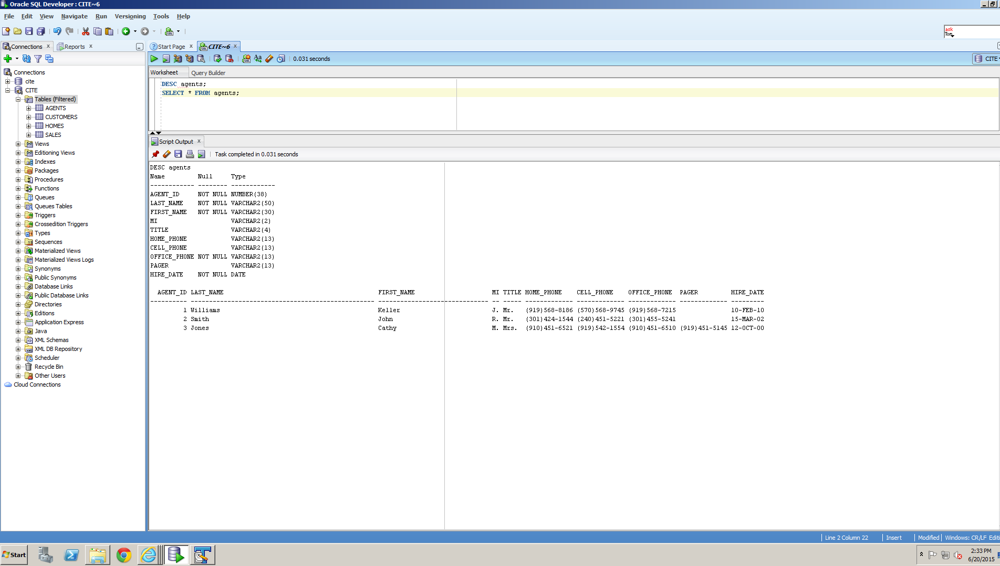 Oracle SQL Developer : CITE~6
File Edit View Navigate Run Versioning Tools Help
ask
Tom
Connections x Reports x
Start Page x CITE~6 x
0.031 seconds
CITE
Worksheet Query Builder
DESC agents;
SELECT * FROM agents;
Connections
cite
CITE
Tables (Filtered)
AGENTS
CUSTOMERS
HOMES
SALES
Views
Editioning Views
Indexes
Packages
Procedures
Functions
Queues
Queues Tables
Triggers
Crossedition Triggers
Types
Sequences
Materialized Views
Materialized Views Logs
Synonyms
Public Synonyms
Database Links
Public Database Links
Directories
Editions
Application Express
Java
XML Schemas
XML DB Repository
Scheduler
Recycle Bin
Other Users
Cloud Connections
Script Output x
Task completed in 0.031 seconds
DESC agents
Name Null Type
------------ -------- ------------
AGENT_ID NOT NULL NUMBER(38)
LAST_NAME NOT NULL VARCHAR2(50)
FIRST_NAME NOT NULL VARCHAR2(30)
MI VARCHAR2(2)
TITLE VARCHAR2(4)
HOME_PHONE VARCHAR2(13)
CELL_PHONE VARCHAR2(13)
OFFICE_PHONE NOT NULL VARCHAR2(13)
PAGER VARCHAR2(13)
HIRE_DATE NOT NULL DATE
AGENT_ID LAST_NAME FIRST_NAME MI TITLE HOME_PHONE CELL_PHONE OFFICE_PHONE PAGER HIRE_DATE
---------- -------------------------------------------------- ------------------------------ -- ----- ------------- ------------- ------------- ------------- ---------
1 Williams Keller J. Mr. (919)568-8186 (570)568-9745 (919)568-7215 10-FEB-10
2 Smith John R. Mr. (301)424-1544 (240)451-5221 (301)455-5241 15-MAR-02
3 Jones Cathy M. Mrs. (910)451-6521 (919)542-1554 (910)451-6510 (919)451-5145 12-OCT-00
Line 2 Column 22 Insert Modified Windows: CR/LF Editi
Start
2:33 PM
6/20/2015